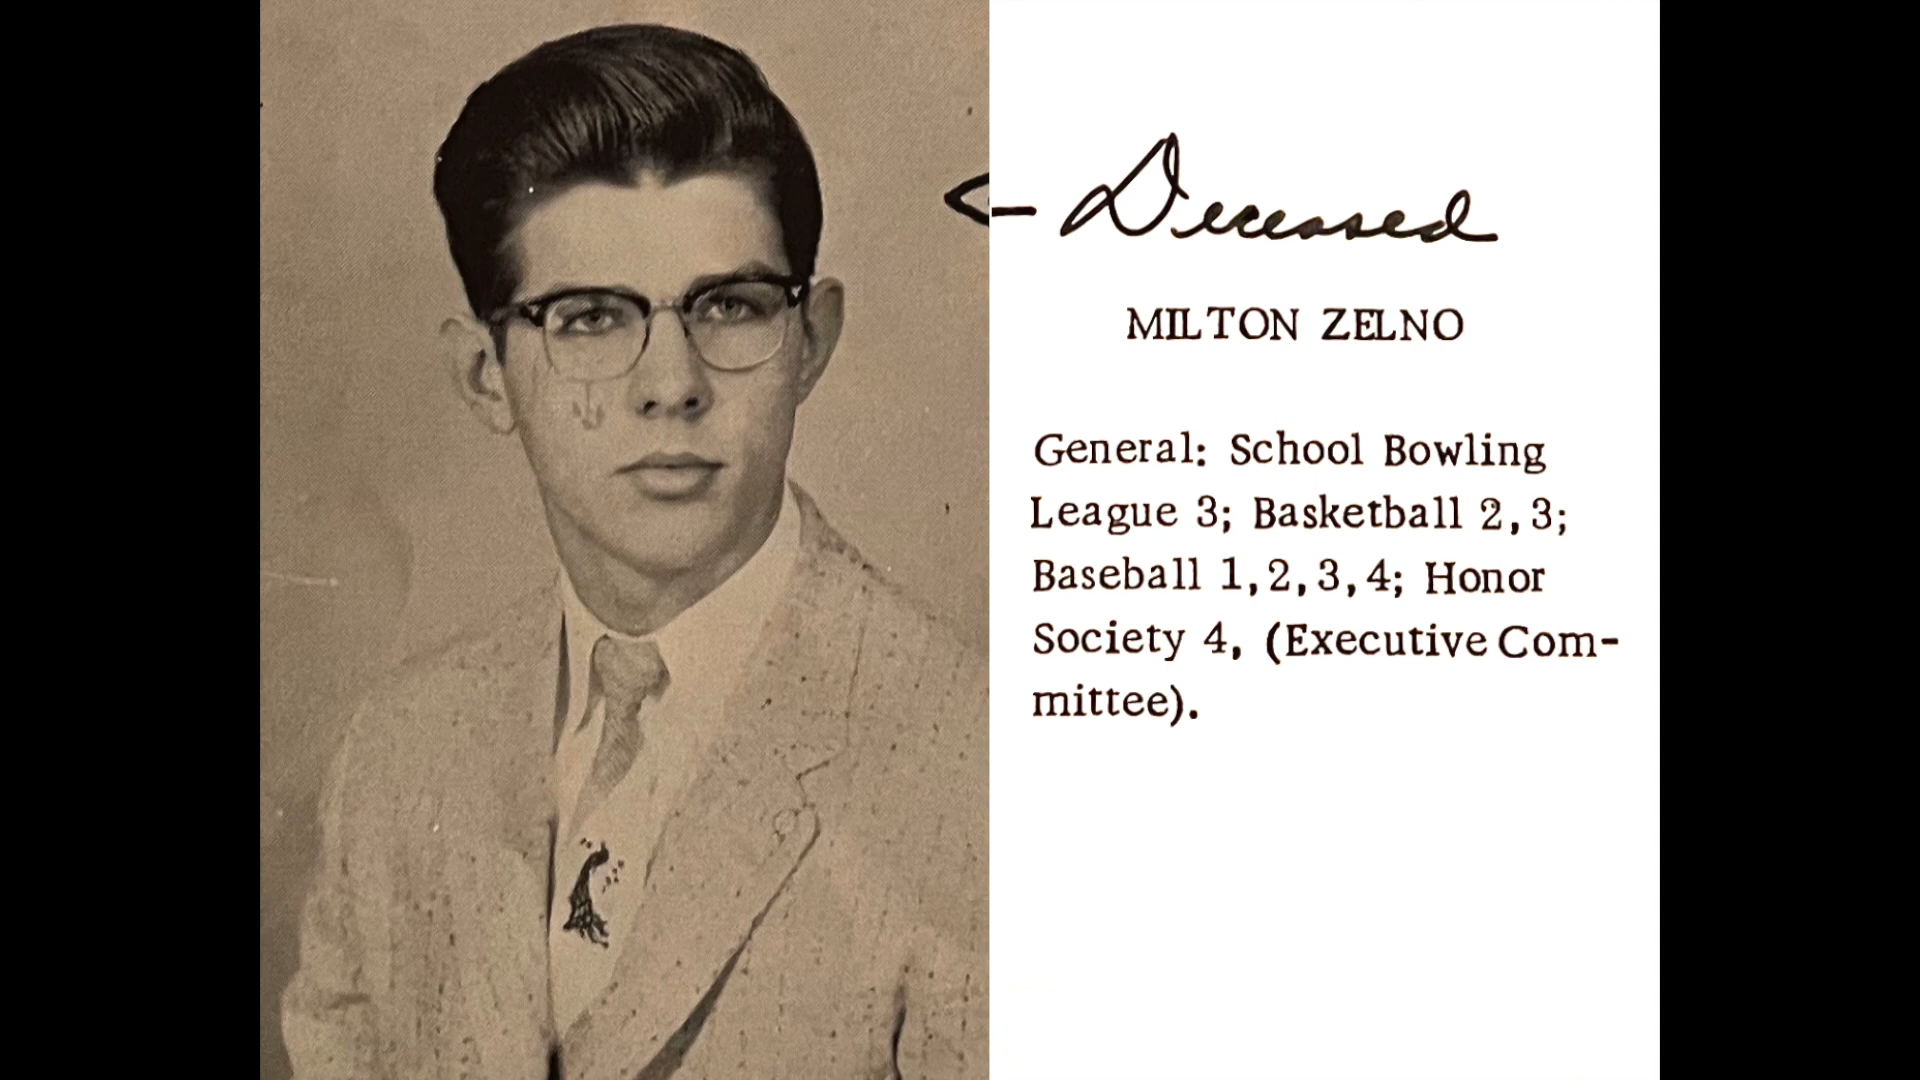 Deceased
MILTON ZELNO
General: School Bowling
League 3; Basketball 2,3;
Baseball 1,2,3,4; Honor
Society 4, (Executive Com-
mittee).